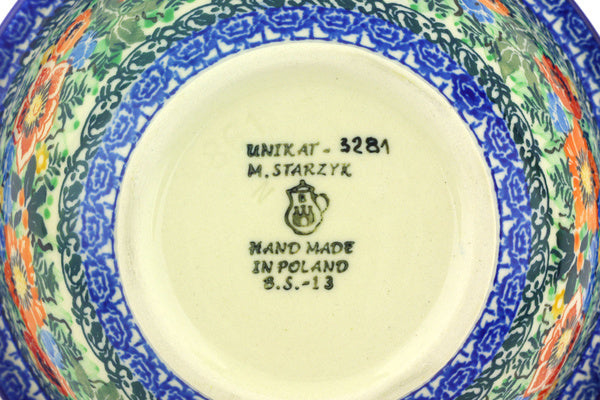 UNIKAT - 3281
M. STARZYK
HAND MADE
IN POLAND
B.S.-13